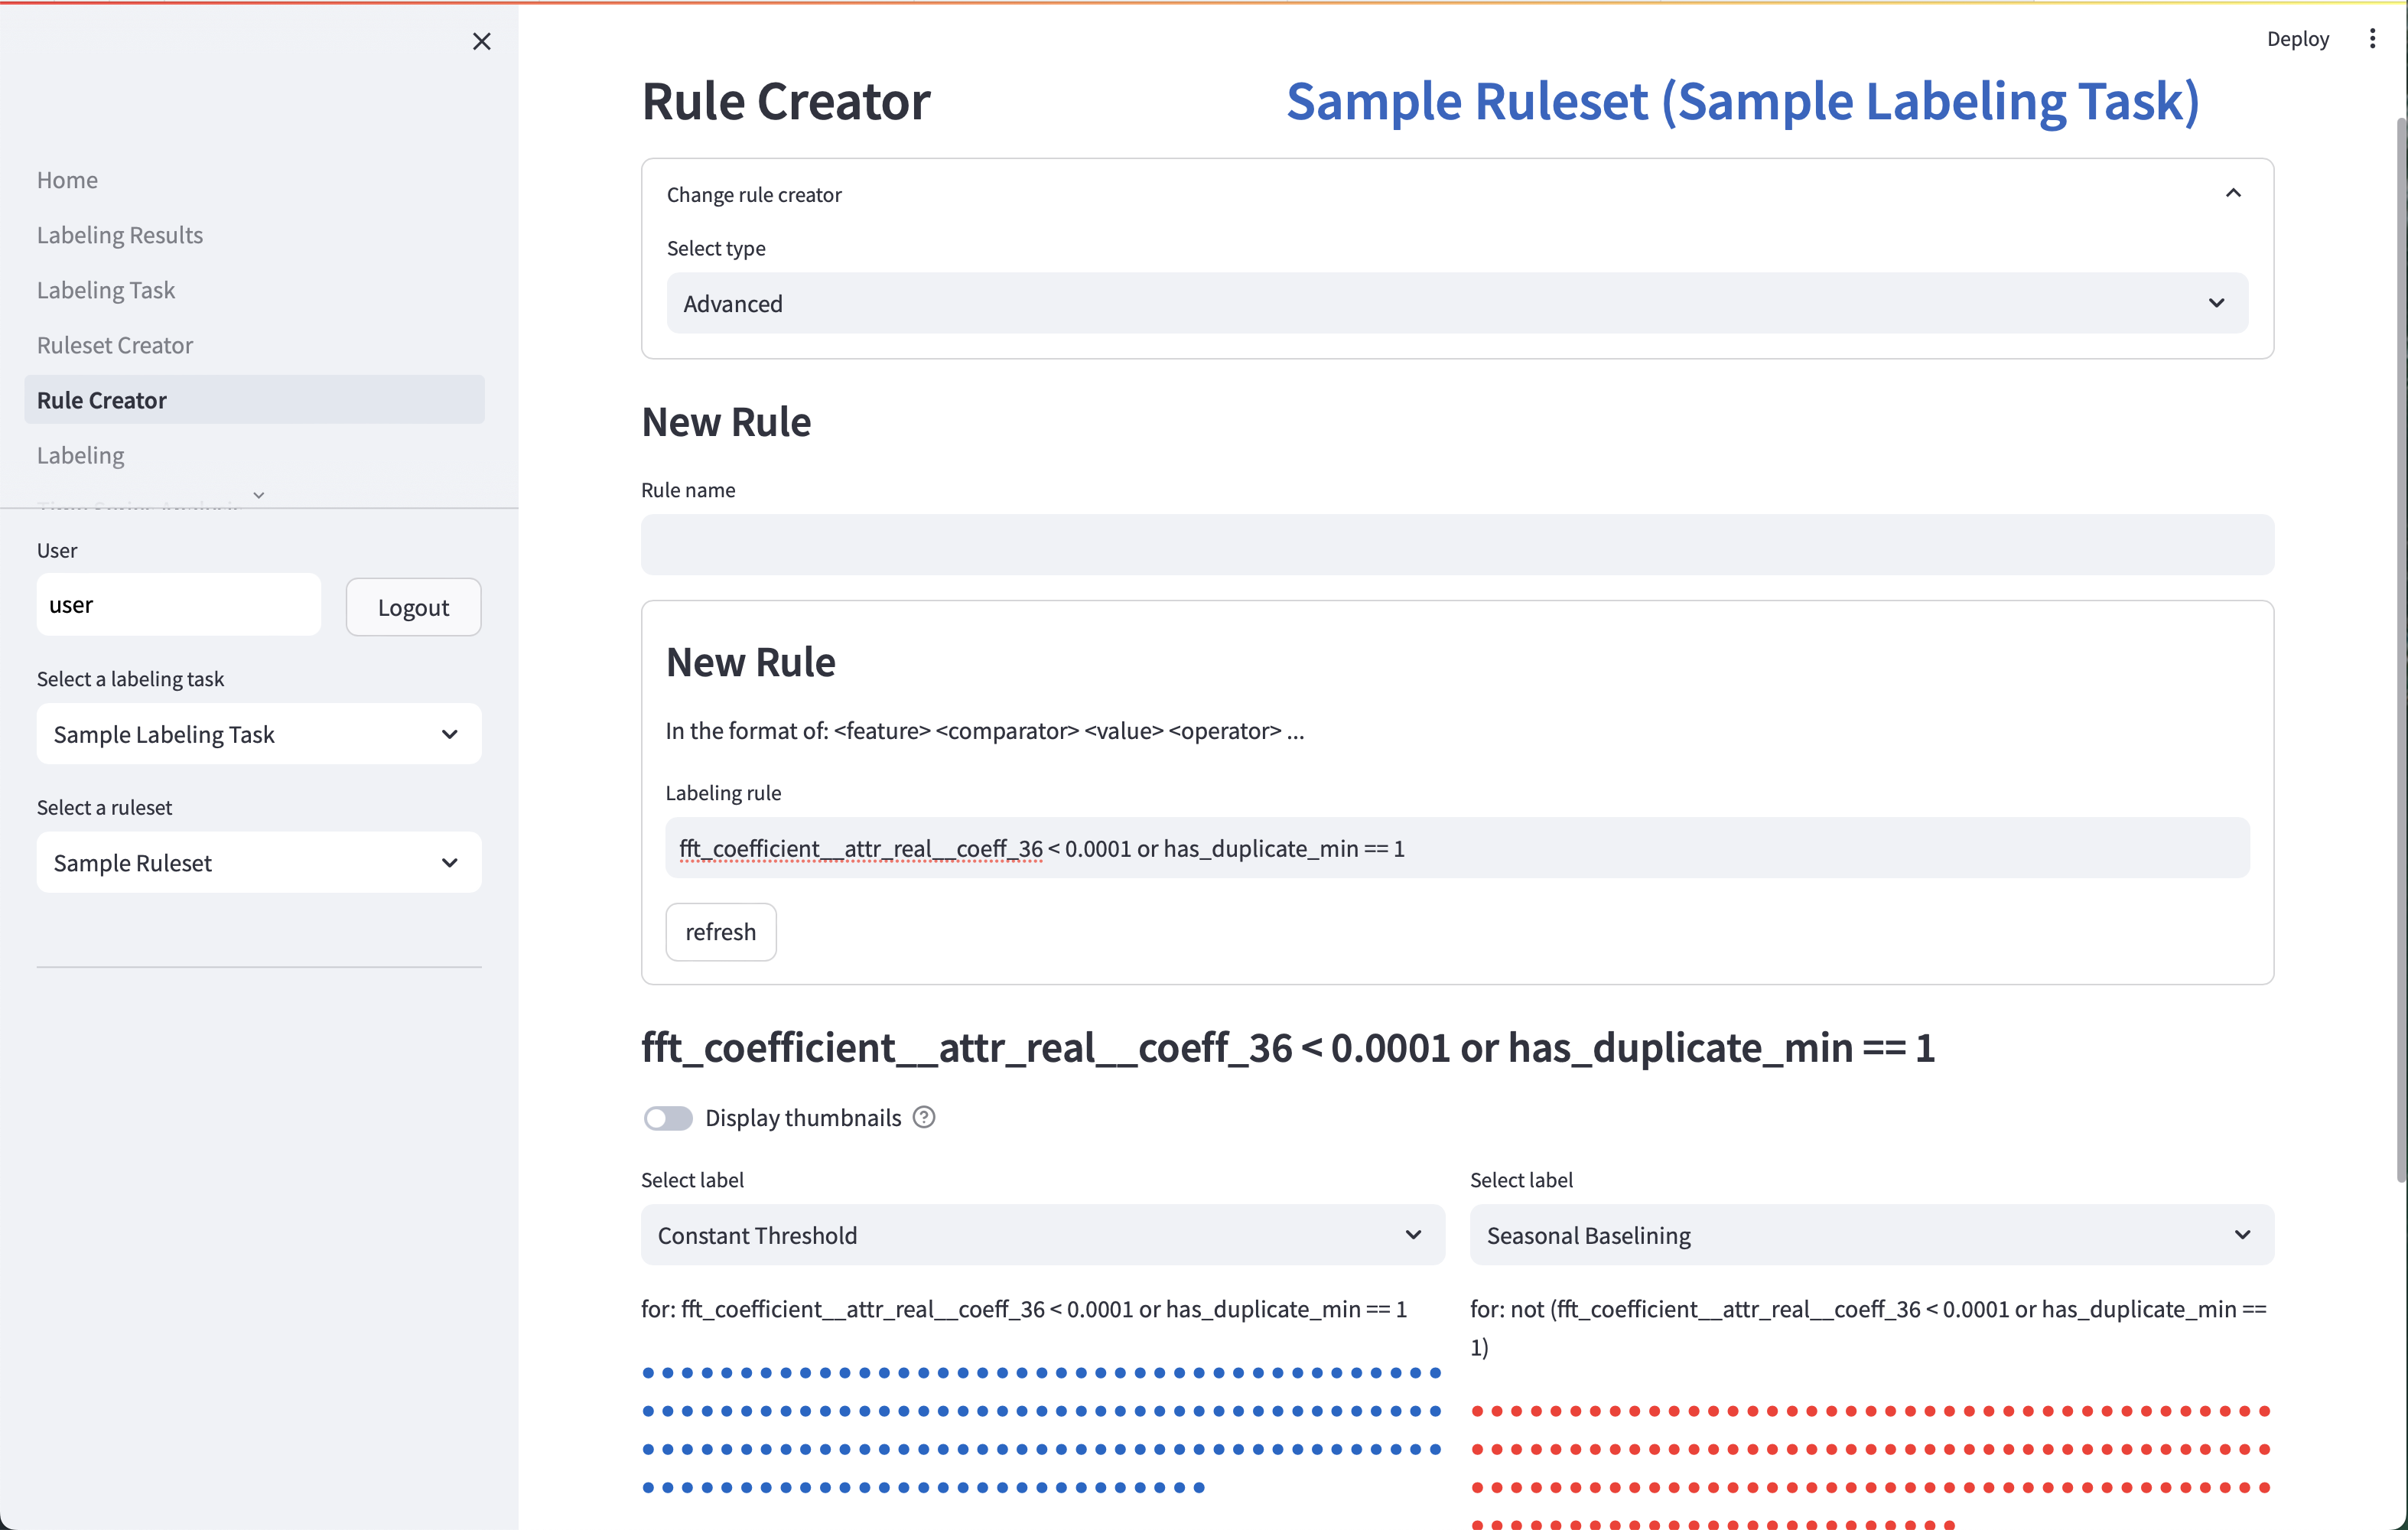 Deploy
Rule Creator
Sample Ruleset (Sample Labeling Task)
Home
Labeling Results
Labeling Task
Ruleset Creator
Rule Creator
Labeling
User
user
Logout
Select a labeling task
Sample Labeling Task
Select a ruleset
Sample Ruleset
Change rule creator
Select type
Advanced
New Rule
Rule name
New Rule
In the format of: <feature> <comparator> <value> <operator> ...
Labeling rule
fft_coefficient__attr_real__coeff_36 < 0.0001 or has_duplicate_min == 1
refresh
fft_coefficient__attr_real__coeff_36 < 0.0001 or has_duplicate_min == 1
Display thumbnails
Select label
Constant Threshold
for: fft_coefficient__attr_real__coeff_36 < 0.0001 or has_duplicate_min == 1
Select label
Seasonal Baselining
for: not (fft_coefficient__attr_real__coeff_36 < 0.0001 or has_duplicate_min ==
1)